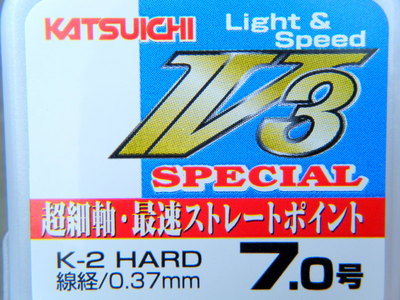 KATSUICHI
Light &
Speed
V3
SPECIAL
超細軸・最速ストレートポイント
K-2 HARD
線経/0.37mm
7.0号